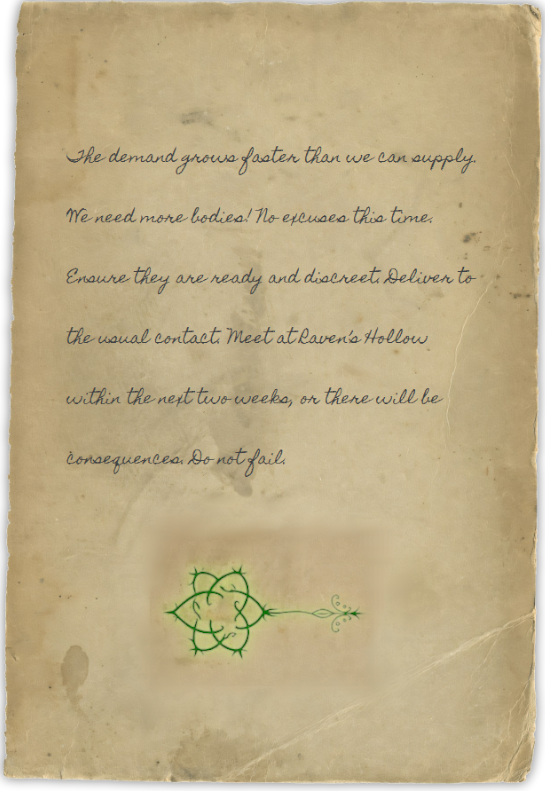 The demand grows faster than we can supply.
We need more bodies! No excuses this time.
Ensure they are ready and discreet. Deliver to
the usual contact. Meet at Raven's Hollow
within the next two weeks, or there will be
consequences. Do not fail.